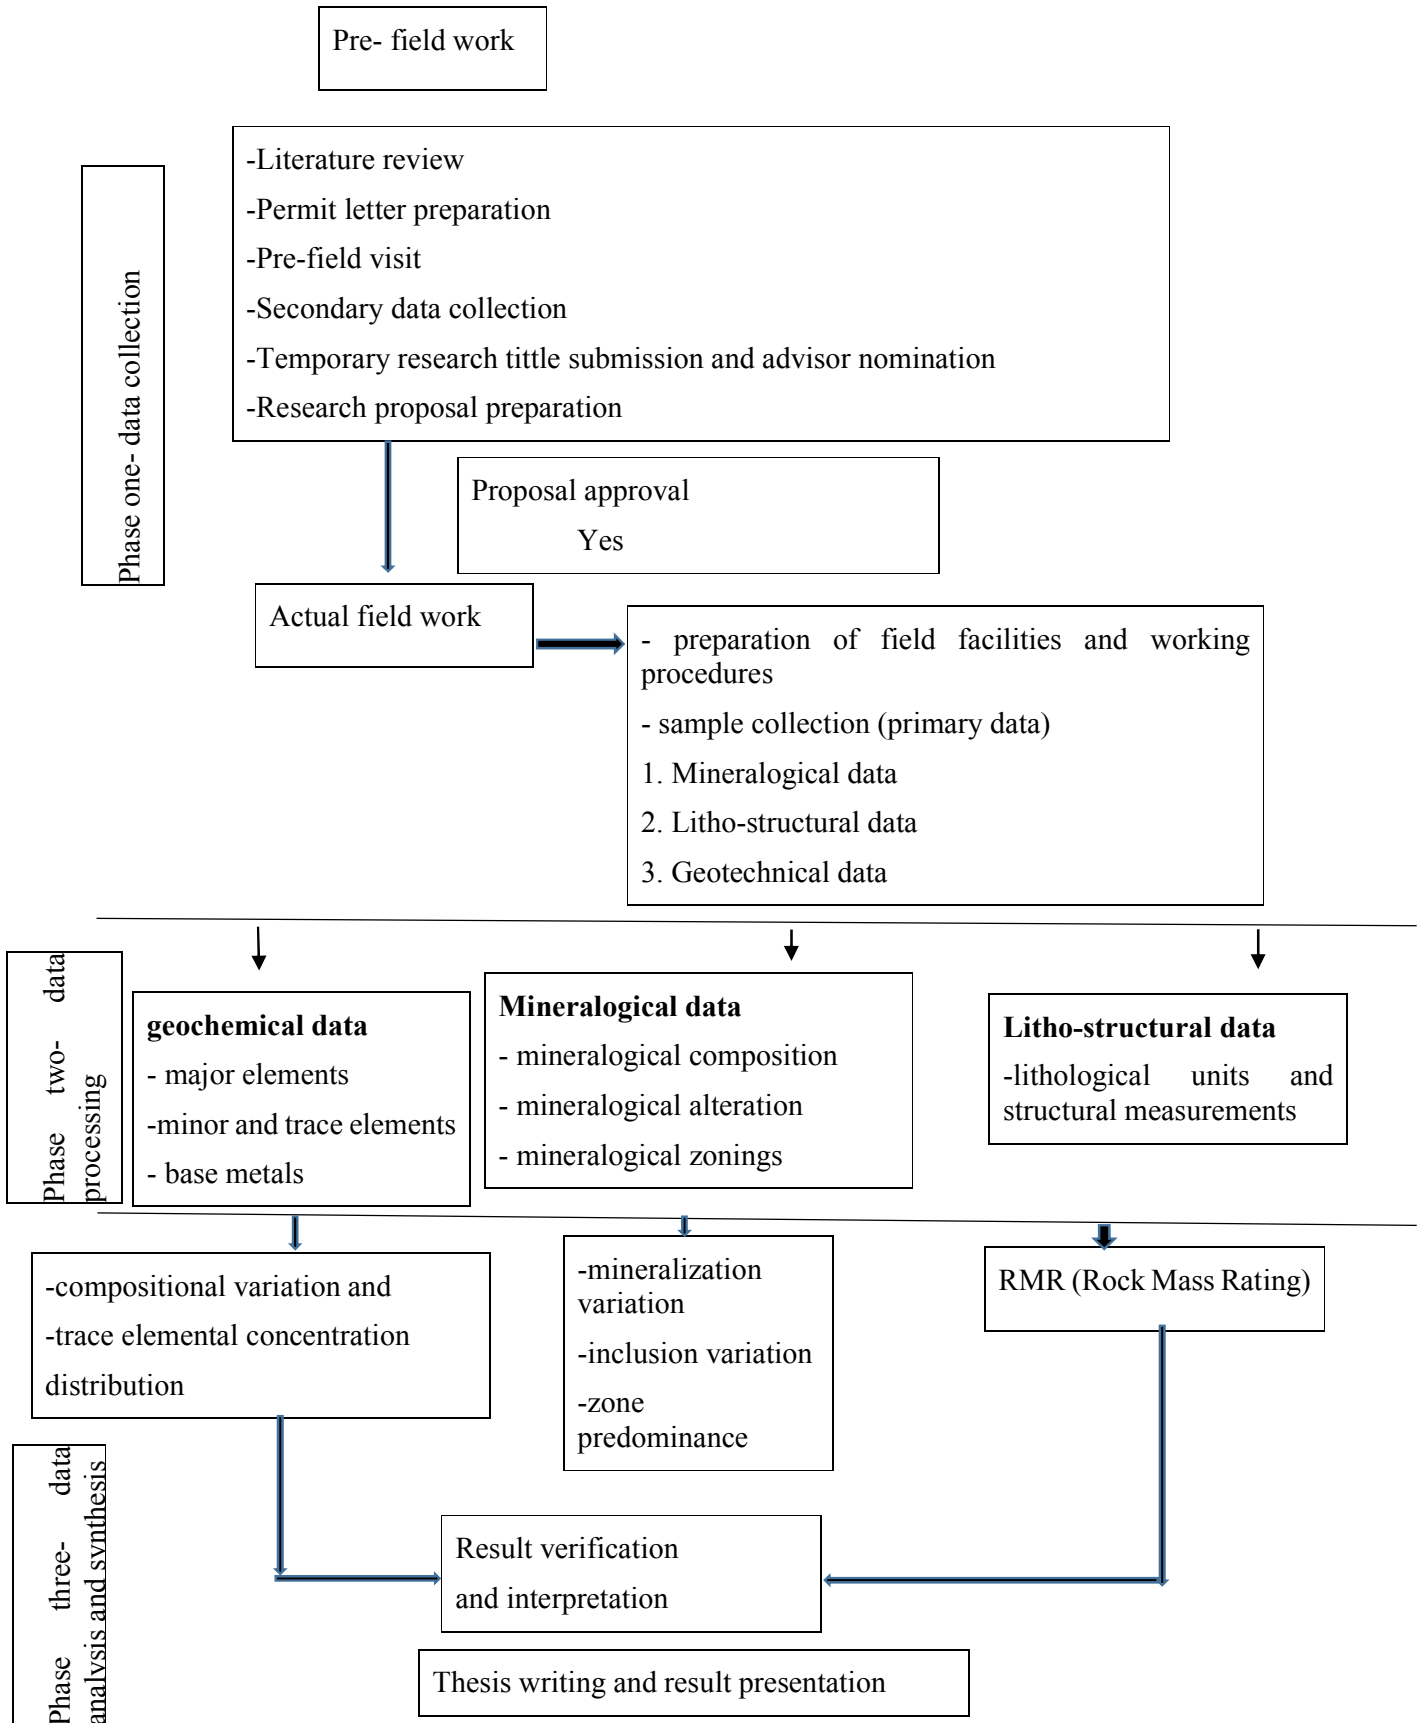 Pre- field work
-Literature review
-Permit letter preparation
-Pre-field visit
-Secondary data collection
-Temporary research tittle submission and advisor nomination
-Research proposal preparation
Phase one- data collection
Proposal approval
Yes
Actual field work
- preparation of field facilities and working
procedures
- sample collection (primary data)
1. Mineralogical data
2. Litho-structural data
3. Geotechnical data
Phase two- data
processing
geochemical data
- major elements
-minor and trace elements
- base metals
Mineralogical data
- mineralogical composition
- mineralogical alteration
- mineralogical zonings
Litho-structural data
-lithological units and
structural measurements
-compositional variation and
-trace elemental concentration
distribution
-mineralization
variation
-inclusion variation
-zone
predominance
RMR (Rock Mass Rating)
Phase three- data
analysis and synthesis
Result verification
and interpretation
Thesis writing and result presentation